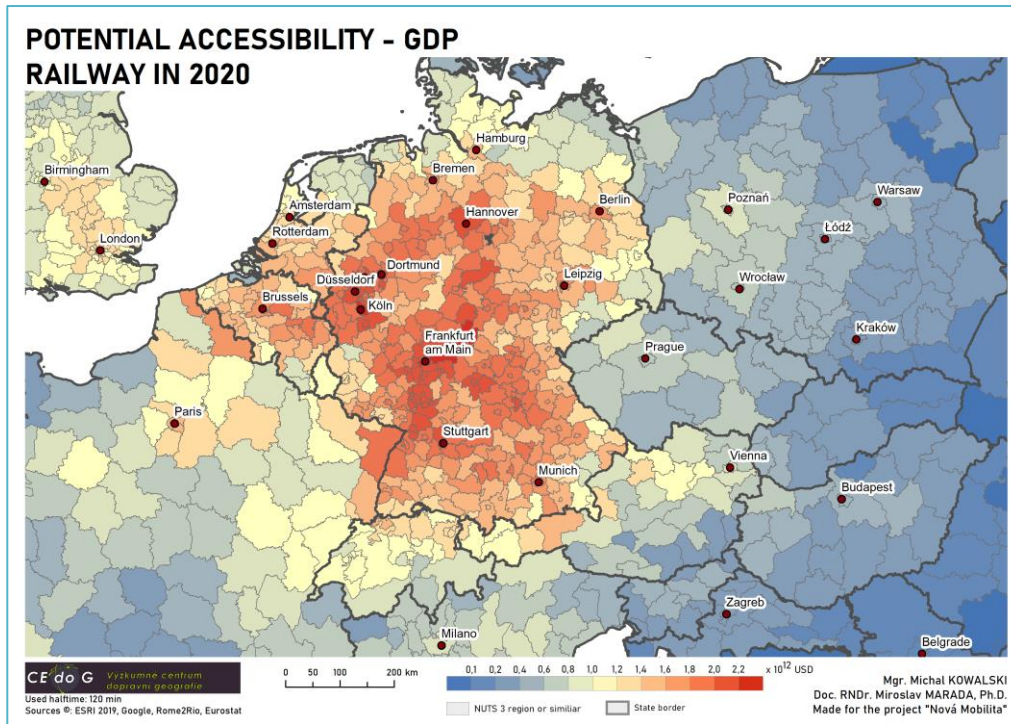 POTENTIAL ACCESSIBILITY - GDP
RAILWAY IN 2020
Hamburg
Birmingham
Bremen
Amsterdam
Hannover
Berlin
Poznań
Warsaw
London
Rotterdam
Łódź
Dortmund
Düsseldorf
Leipzig
Wrocław
Brussels
Köln
Kraków
Frankfurt
am Main
Prague
Paris
Stuttgart
Vienna
Munich
Budapest
Zagreb
Milano
Belgrade
CEdoG
Vyzkumne centrum
dopravni geografie
Used halftime: 120 min
Sources ©: ESRI 2019, Google, Rome2Rio, Eurostat
0 50 100 200 km
0,1 0,2 0,4 0,6 0,8 1,0 1,2 1,4 1,6 1,8 2,0 2,2 x 10¹² USD
NUTS 3 region or similiar
State border
Mgr. Michal KOWALSKI
Doc. RNDr. Miroslav MARADA, Ph.D.
Made for the project "Nová Mobilita"